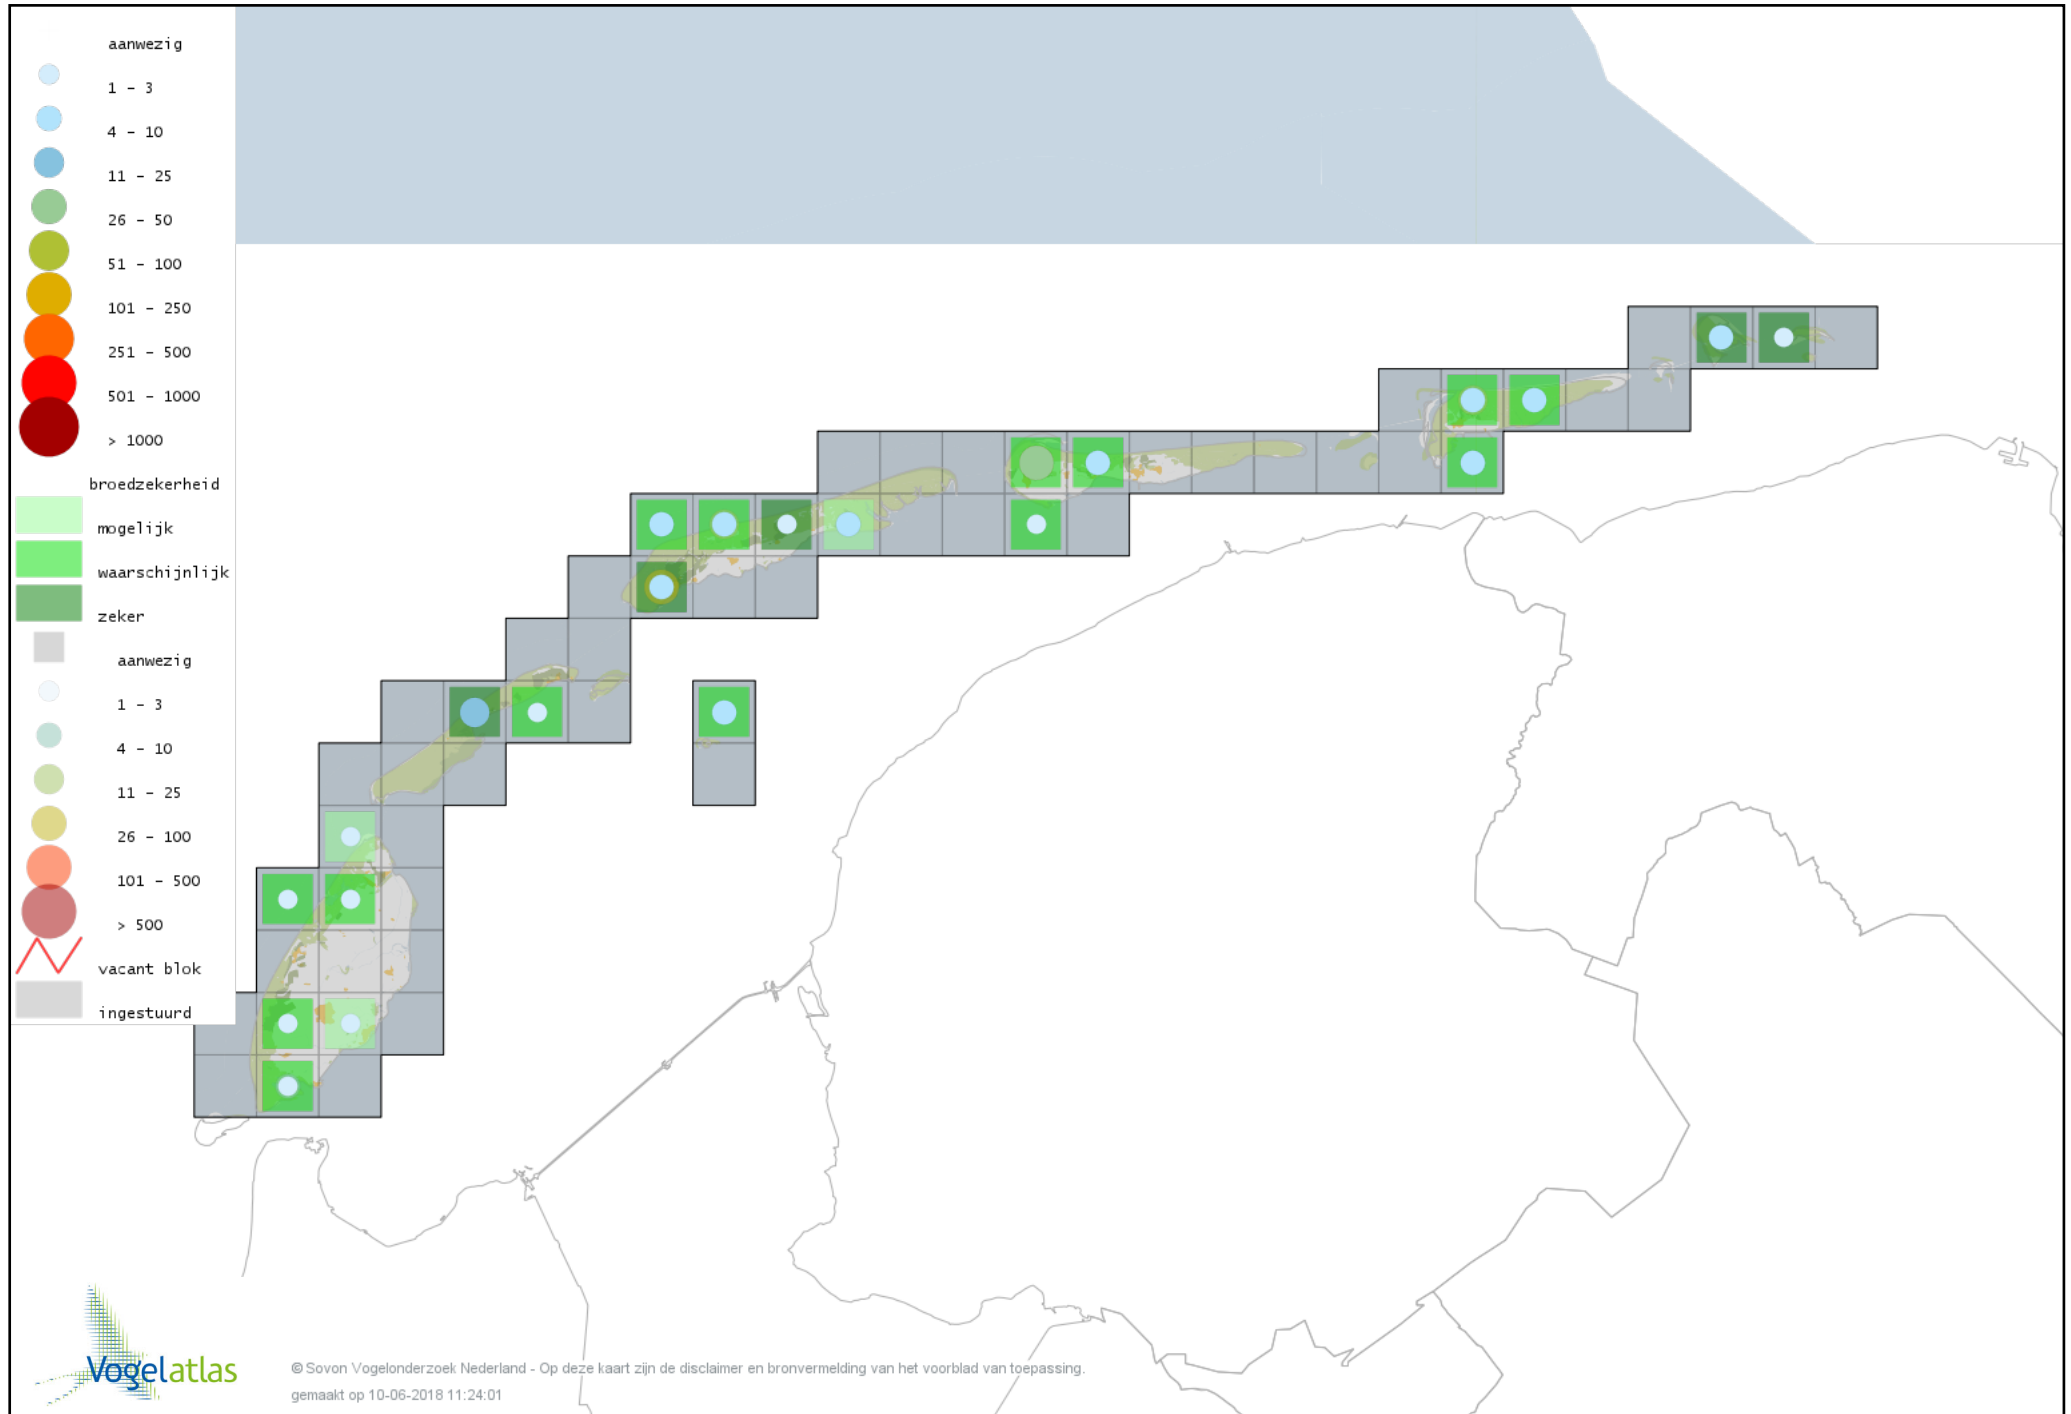 aanwezig
1 - 3
4 - 10
11 - 25
26 - 50
51 - 100
101 - 250
251 - 500
501 - 1000
> 1000
broedzekerheid
mogelijk
waarschijnlijk
zeker
aanwezig
1 - 3
4 - 10
11 - 25
26 - 100
101 - 500
> 500
vacant blok
ingestuurd
Vogelatlas
© Sovon Vogelonderzoek Nederland - Op deze kaart zijn de disclaimer en bronvermelding van het voorblad van toepassing.
gemaakt op 10-06-2018 11:24:01